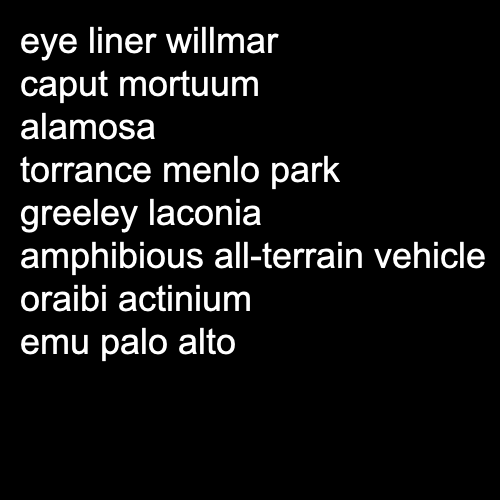 eye liner willmar
caput mortuum
alamosa
torrance menlo park
greeley laconia
amphibious all-terrain vehicle
oraibi actinium
emu palo alto